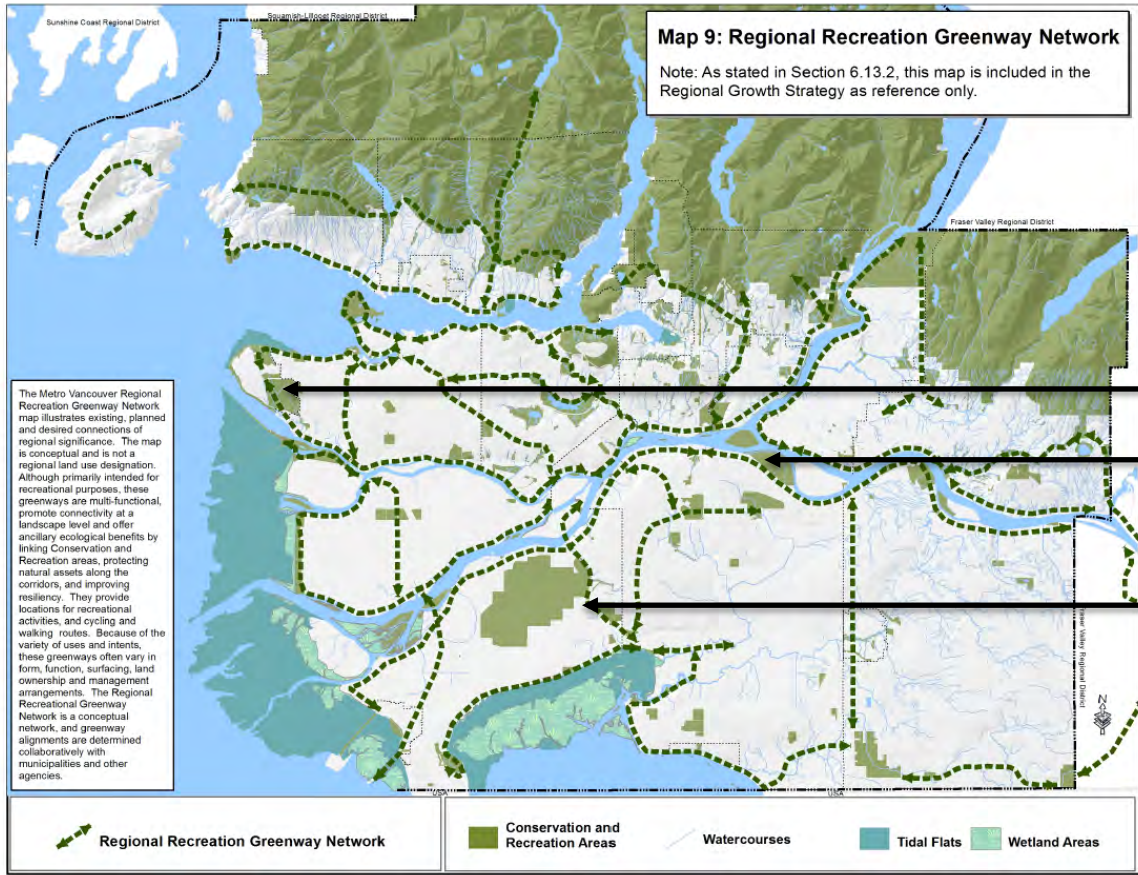 Sunshine Coast Regional District
Squamish-Lillooet Regional District
Map 9: Regional Recreation Greenway Network
Note: As stated in Section 6.13.2, this map is included in the
Regional Growth Strategy as reference only.
Fraser Valley Regional District
The Metro Vancouver Regional
Recreation Greenway Network
map illustrates existing, planned
and desired connections of
regional significance. The map
is conceptual and is not a
regional land use designation.
Although primarily intended for
recreational purposes, these
greenways are multi-functional,
promote connectivity at a
landscape level and offer
ancillary ecological benefits by
linking Conservation and
Recreation areas, protecting
natural assets along the
corridors, and improving
resiliency. They provide
locations for recreational
activities, and cycling and
walking routes. Because of the
variety of uses and intents,
these greenways often vary in
form, function, surfacing, land
ownership and management
arrangements. The Regional
Recreational Greenway
Network is a conceptual
network, and greenway
alignments are determined
collaboratively with
municipalities and other
agencies.
Fraser Valley Regional District
N
USA
USA
Regional Recreation Greenway Network
Conservation and
Recreation Areas
Watercourses
Tidal Flats
Wetland Areas